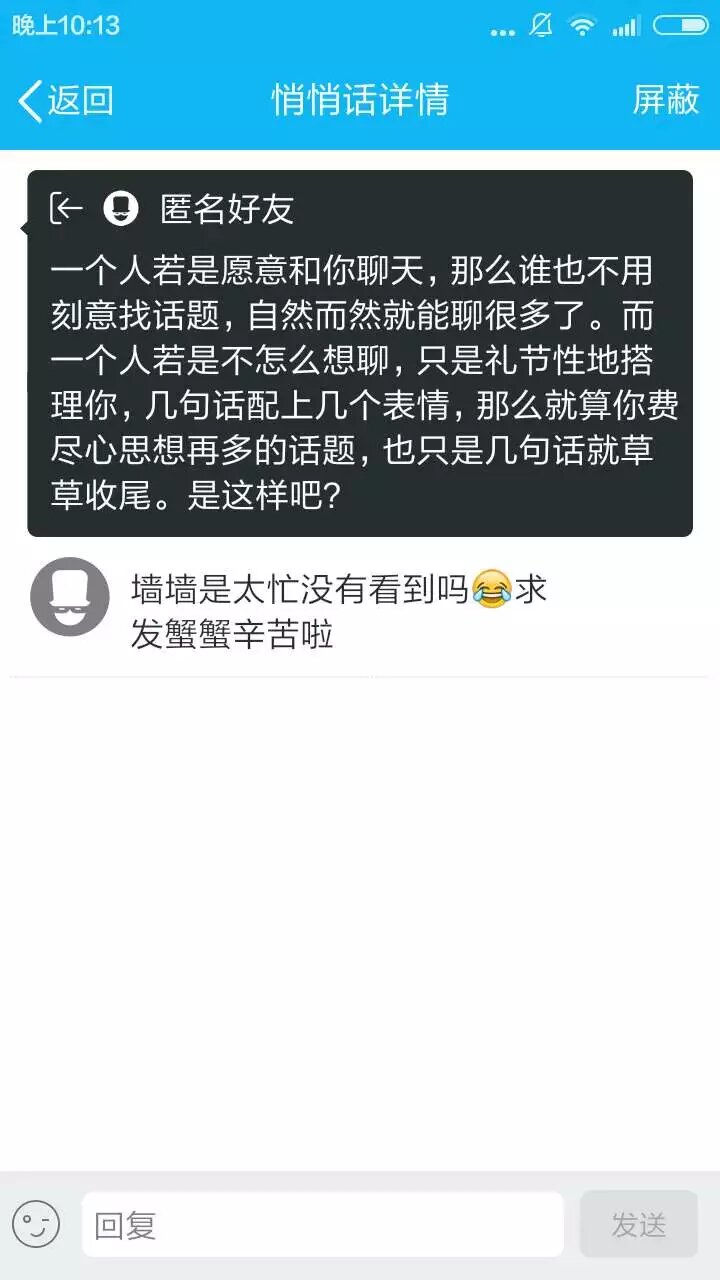 晚上10:13
返回
悄悄话详情
屏蔽
匿名好友
一个人若是愿意和你聊天，那么谁也不用
刻意找话题，自然而然就能聊很多了。而
一个人若是不怎么想聊，只是礼节性地搭
理你，几句话配上几个表情，那么就算你费
尽心思想再多的话题，也只是几句话就草
草收尾。是这样吧？
墙墙是太忙没有看到吗😂求
发蟹蟹辛苦啦
回复
发送